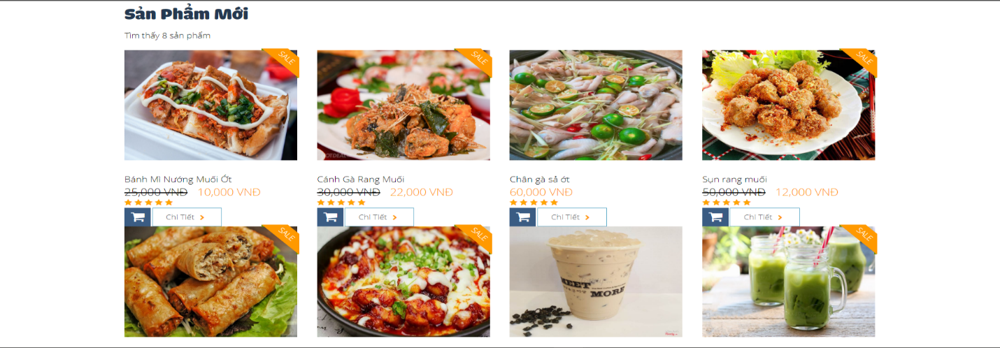 Sản Phẩm Mới
Tìm thấy 8 sản phẩm
SALE
SALE
SALE
Bánh Mì Nướng Muối Ớt
25,000 VNĐ 10,000 VNĐ
Chi Tiết
Cánh Gà Rang Muối
30,000 VNĐ 22,000 VNĐ
Chi Tiết
Chân gà sả ớt
60,000 VNĐ
Chi Tiết
Sụn rang muối
50,000 VNĐ 12,000 VNĐ
Chi Tiết
SALE
SALE
MEET
MORE
SALE